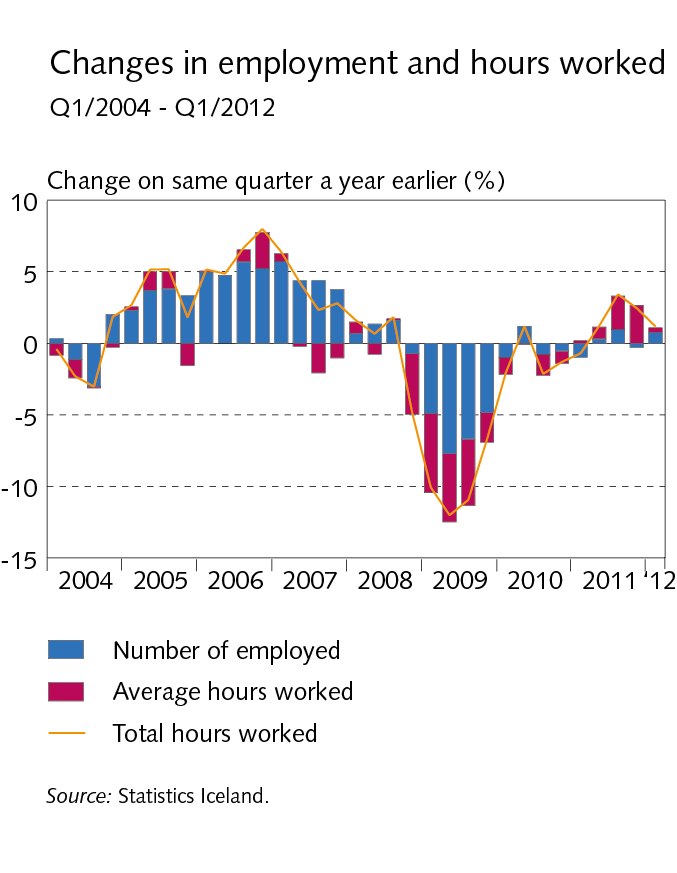 Changes in employment and hours worked
Q1/2004 - Q1/2012
Change on same quarter a year earlier (%)
10
5
0
-5
-10
-15
2004 2005 2006 2007 2008 2009 2010 2011 '12
Number of employed
Average hours worked
Total hours worked
Source: Statistics Iceland.